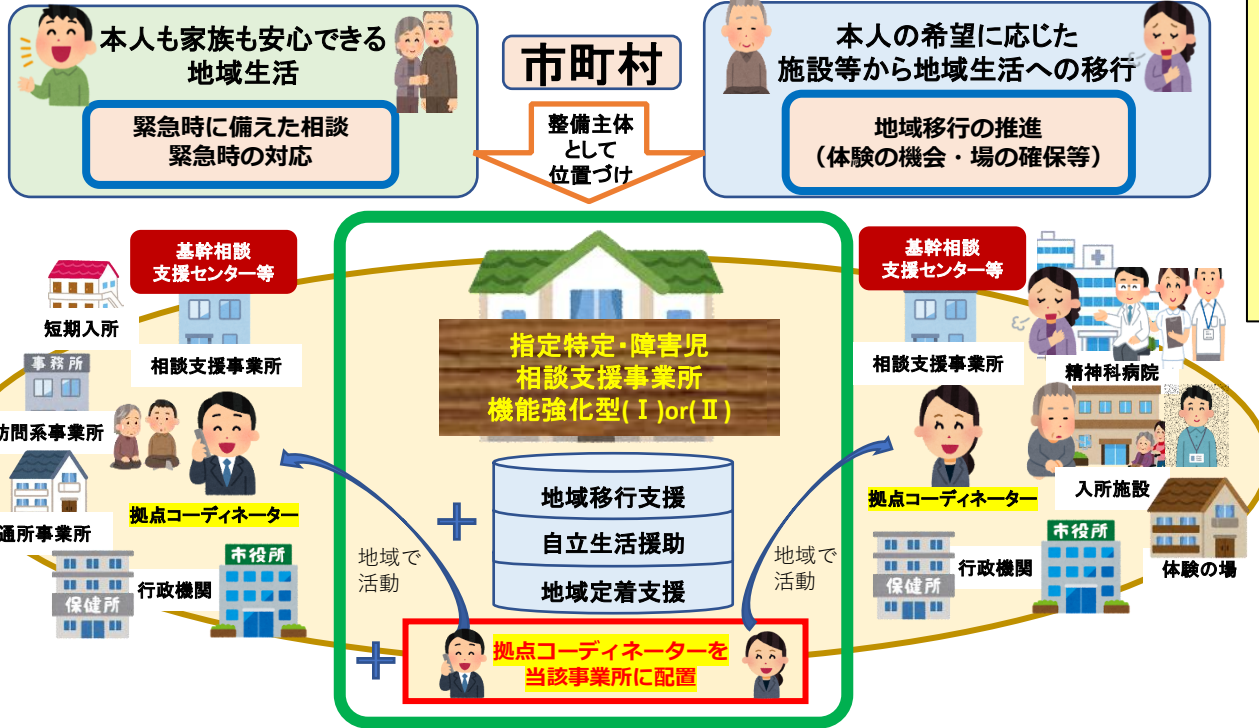 本人も家族も安心できる
地域生活
緊急時に備えた相談
緊急時の対応
市町村
整備主体
として
位置づけ
本人の希望に応じた
施設等から地域生活への移行
地域移行の推進
（体験の機会・場の確保等）
基幹相談
支援センター等
短期入所
相談支援事業所
事務所
訪問系事業所
通所事業所
拠点コーディネーター
保健所
行政機関
市役所
指定特定・障害児
相談支援事業所
機能強化型(Ⅰ)or(Ⅱ)
地域移行支援
自立生活援助
地域定着支援
地域で
活動
地域で
活動
拠点コーディネーターを
当該事業所に配置
基幹相談
支援センター等
相談支援事業所
精神科病院
拠点コーディネーター
入所施設
保健所
行政機関
市役所
体験の場